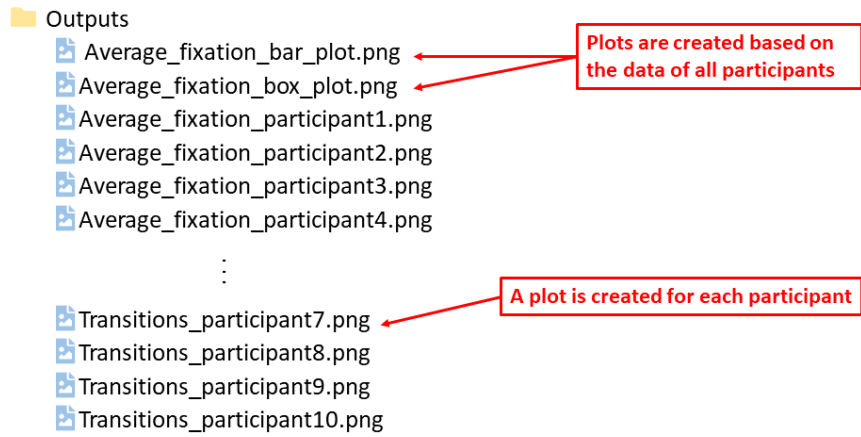 Outputs
Average_fixation_bar_plot.png
Average_fixation_box_plot.png
Plots are created based on
the data of all participants
Average_fixation_participant1.png
Average_fixation_participant2.png
Average_fixation_participant3.png
Average_fixation_participant4.png
⋮
A plot is created for each participant
Transitions_participant7.png
Transitions_participant8.png
Transitions_participant9.png
Transitions_participant10.png